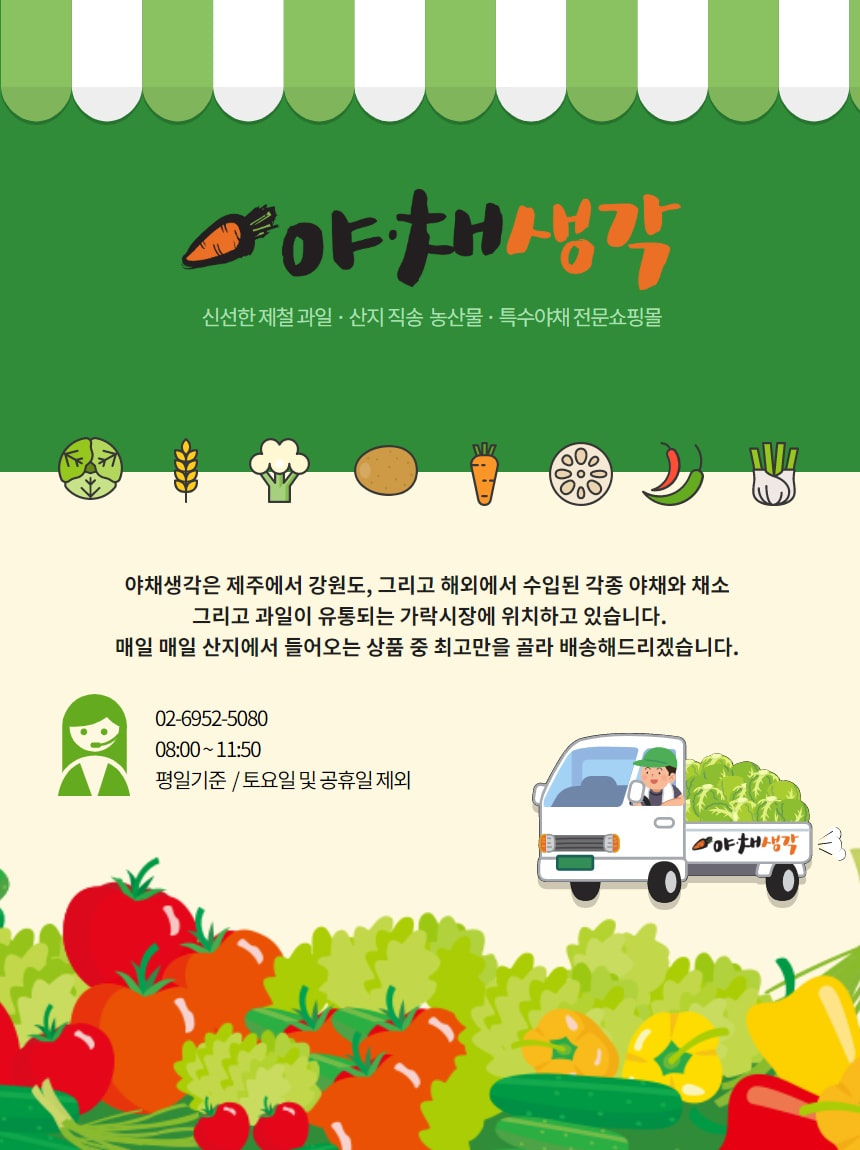 야채생각
신선한 제철 과일 · 산지 직송 농산물 · 특수야채 전문쇼핑몰
야채생각은 제주에서 강원도, 그리고 해외에서 수입된 각종 야채와 채소
그리고 과일이 유통되는 가락시장에 위치하고 있습니다.
매일 매일 산지에서 들어오는 상품 중 최고만을 골라 배송해드리겠습니다.
02-6952-5080
08:00 ~ 11:50
평일기준 / 토요일 및 공휴일 제외
야채생각